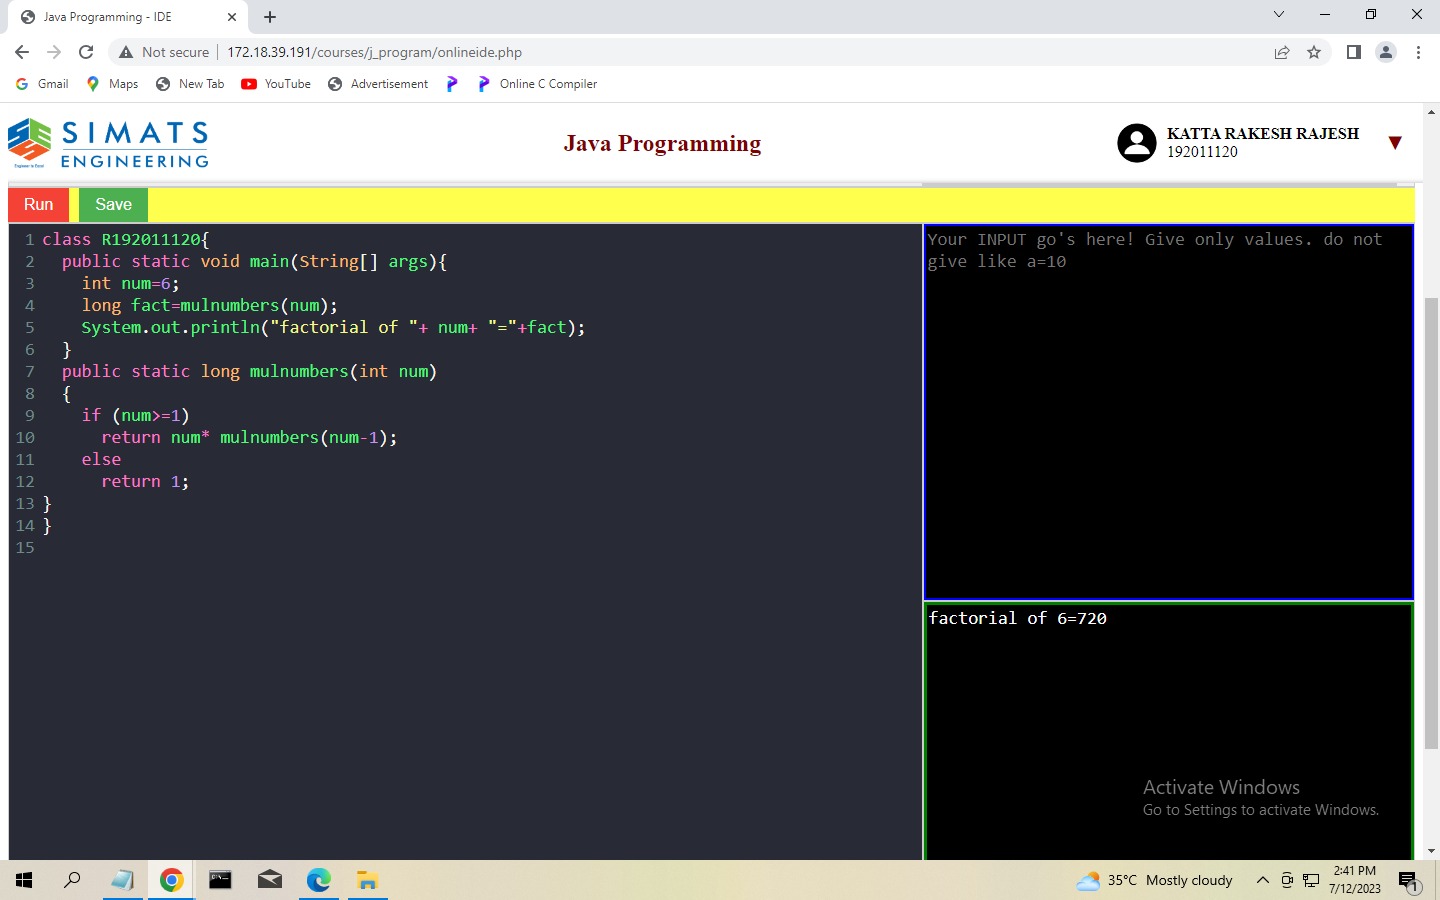 Java Programming - IDE
Not secure | 172.18.39.191/courses/j_program/onlineide.php
Gmail Maps New Tab YouTube Advertisement Online C Compiler
SIMATS
ENGINEERING
Engineer to Excel
Java Programming
KATTA RAKESH RAJESH
192011120
Run Save
1 class R192011120{
2 public static void main(String[] args){
3 int num=6;
4 long fact=mulnumbers(num);
5 System.out.println("factorial of "+ num+ "="+fact);
6 }
7 public static long mulnumbers(int num)
8 {
9 if (num>=1)
10 return num* mulnumbers(num-1);
11 else
12 return 1;
13 }
14 }
15
Your INPUT go's here! Give only values. do not
give like a=10
factorial of 6=720
Activate Windows
Go to Settings to activate Windows.
35°C Mostly cloudy
2:41 PM
7/12/2023
1